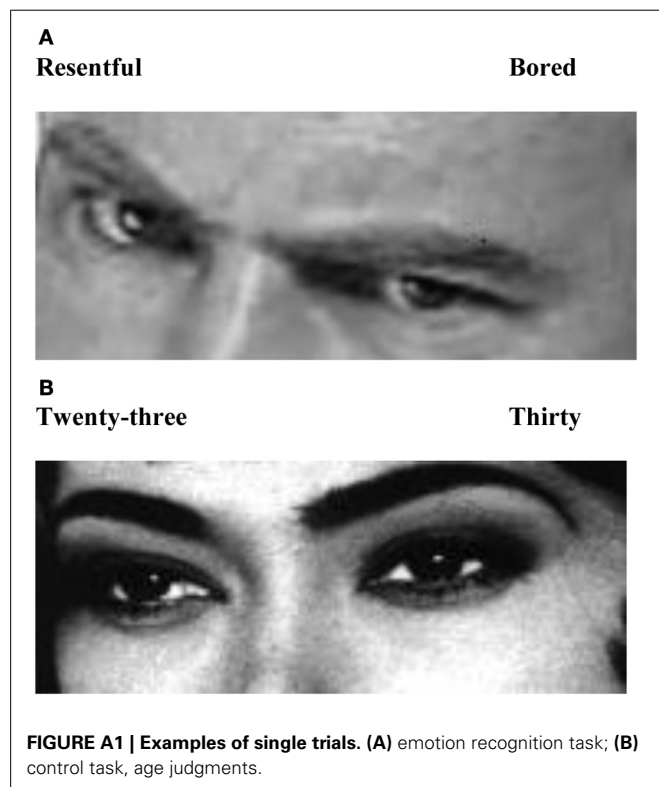 A
Resentful Bored
B
Twenty-three Thirty
FIGURE A1 | Examples of single trials. (A) emotion recognition task; (B)
control task, age judgments.